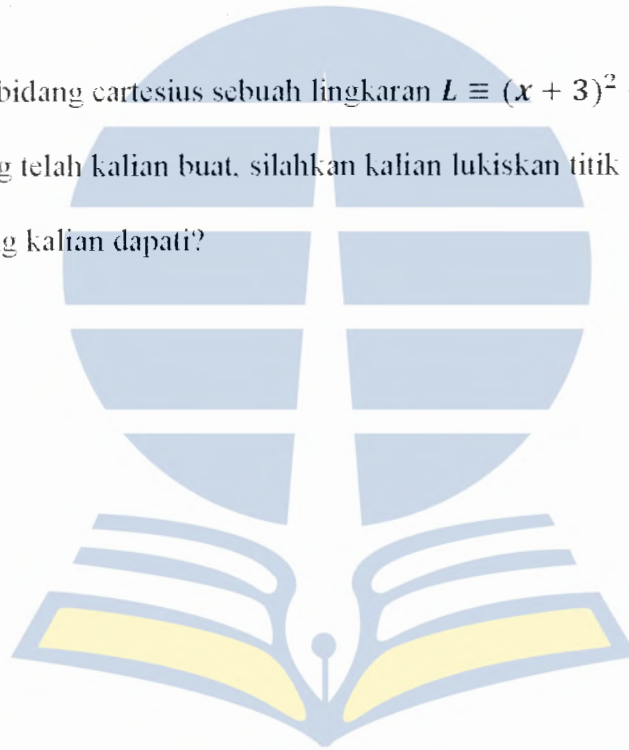 bidang cartesius sebuah lingkaran L ≡ (x + 3)²
g telah kalian buat, silahkan kalian lukiskan titik
g kalian dapati?